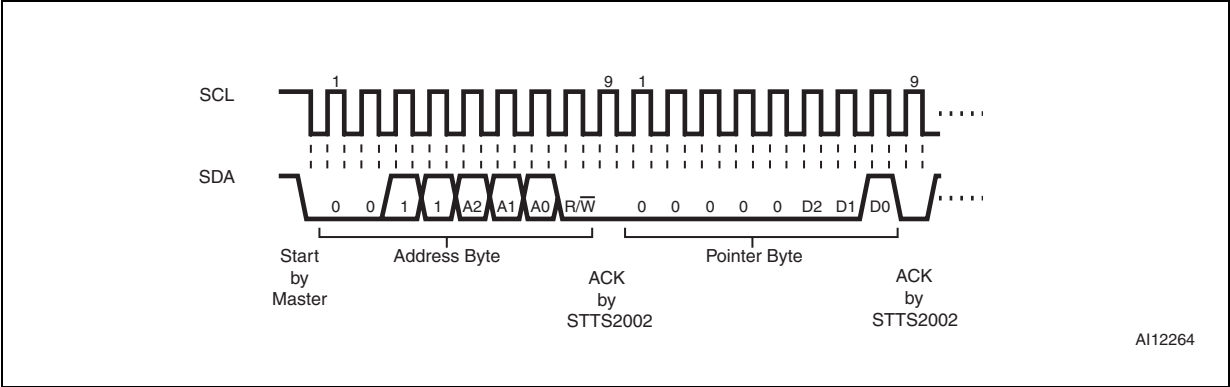 1 9 1 9
SCL
SDA
0 0 1 1 A2 A1 A0 R/W̅ 0 0 0 0 0 D2 D1 D0
Address Byte Pointer Byte
Start
by
Master
ACK
by
STTS2002
ACK
by
STTS2002
AI12264